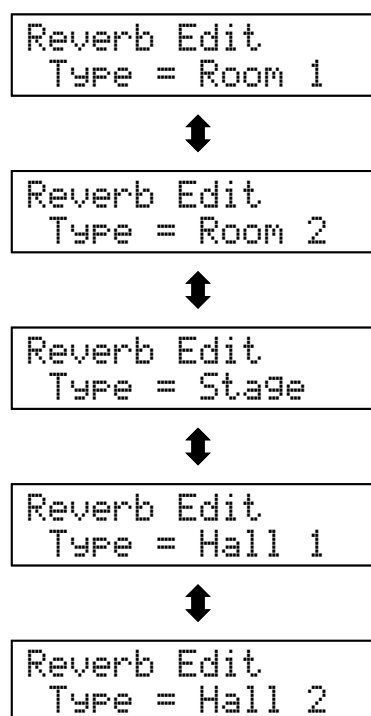 Reverb Edit
Type = Room 1
Reverb Edit
Type = Room 2
Reverb Edit
Type = Stage
Reverb Edit
Type = Hall 1
Reverb Edit
Type = Hall 2